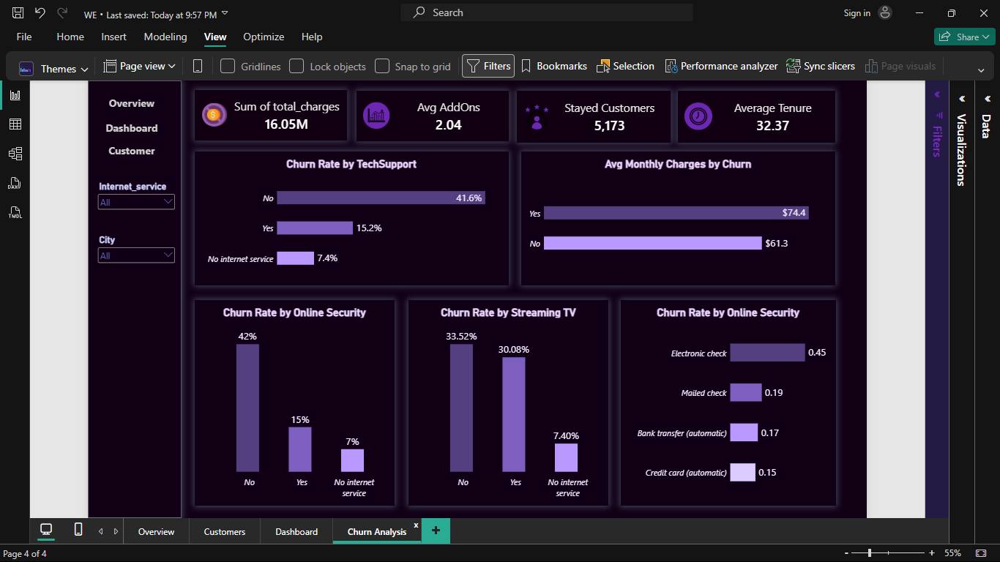 WE • Last saved: Today at 9:57 PM
Search
Sign in
File Home Insert Modeling View Optimize Help
Share
Themes
Page view
Gridlines
Lock objects
Snap to grid
Filters
Bookmarks
Selection
Performance analyzer
Sync slicers
Page visuals
DAX
TMDL
Overview
Dashboard
Customer
Internet_service
All
City
All
Sum of total_charges
16.05M
Avg AddOns
2.04
Stayed Customers
5,173
Average Tenure
32.37
Churn Rate by TechSupport
No 41.6%
Yes 15.2%
No internet service 7.4%
Avg Monthly Charges by Churn
Yes $74.4
No $61.3
Churn Rate by Online Security
42%
15%
7%
No Yes No internet
service
Churn Rate by Streaming TV
33.52%
30.08%
7.40%
No Yes No internet
service
Churn Rate by Online Security
Electronic check 0.45
Mailed check 0.19
Bank transfer (automatic) 0.17
Credit card (automatic) 0.15
Filters
Visualizations
Data
Overview Customers Dashboard Churn Analysis x +
Page 4 of 4
- + 55%